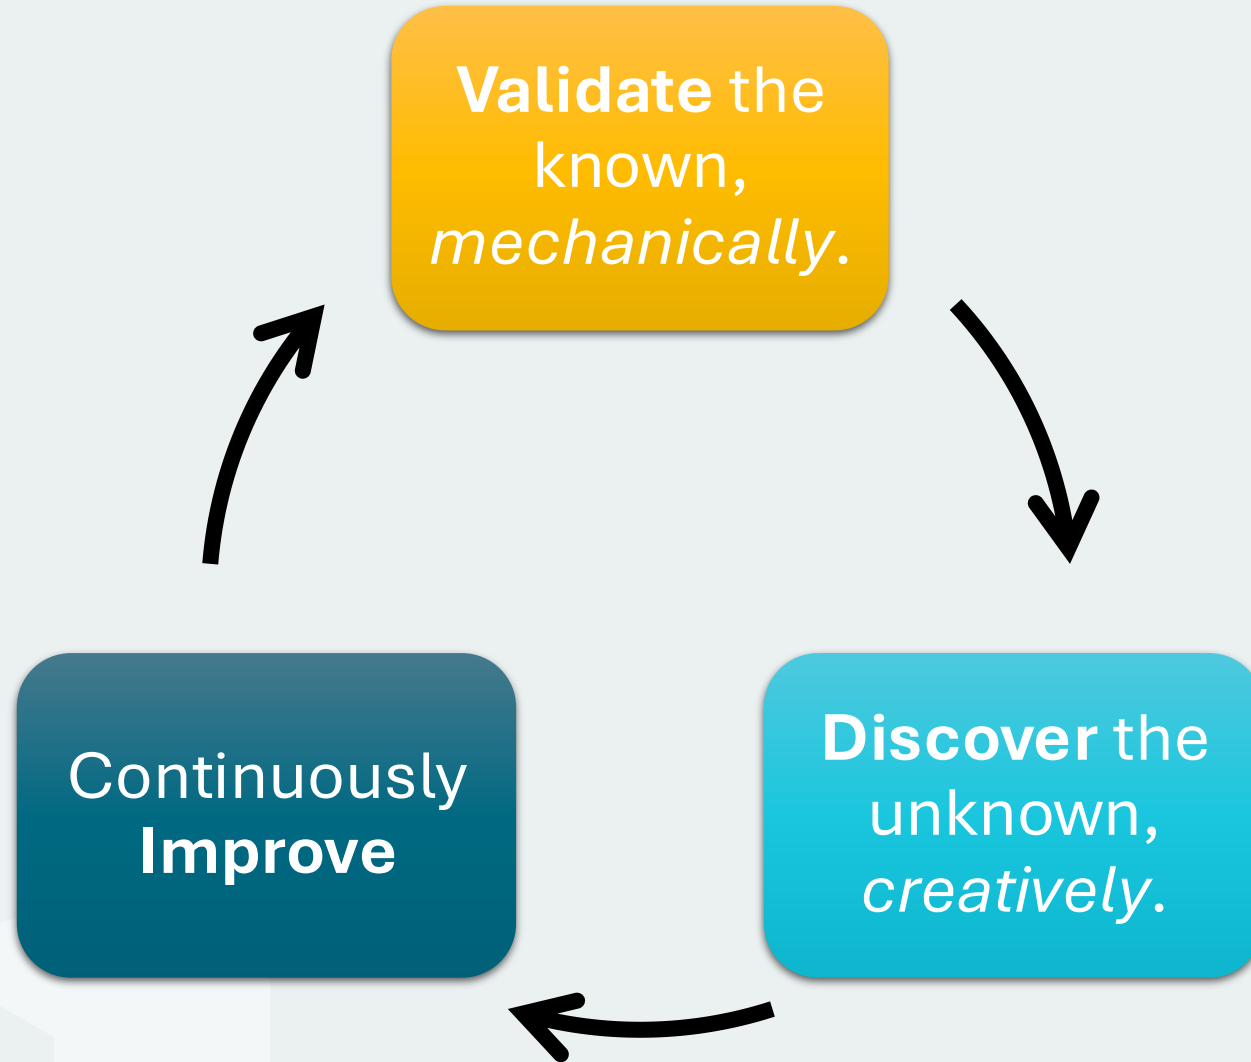 Validate the
known,
mechanically.
Discover the
unknown,
creatively.
Continuously
Improve